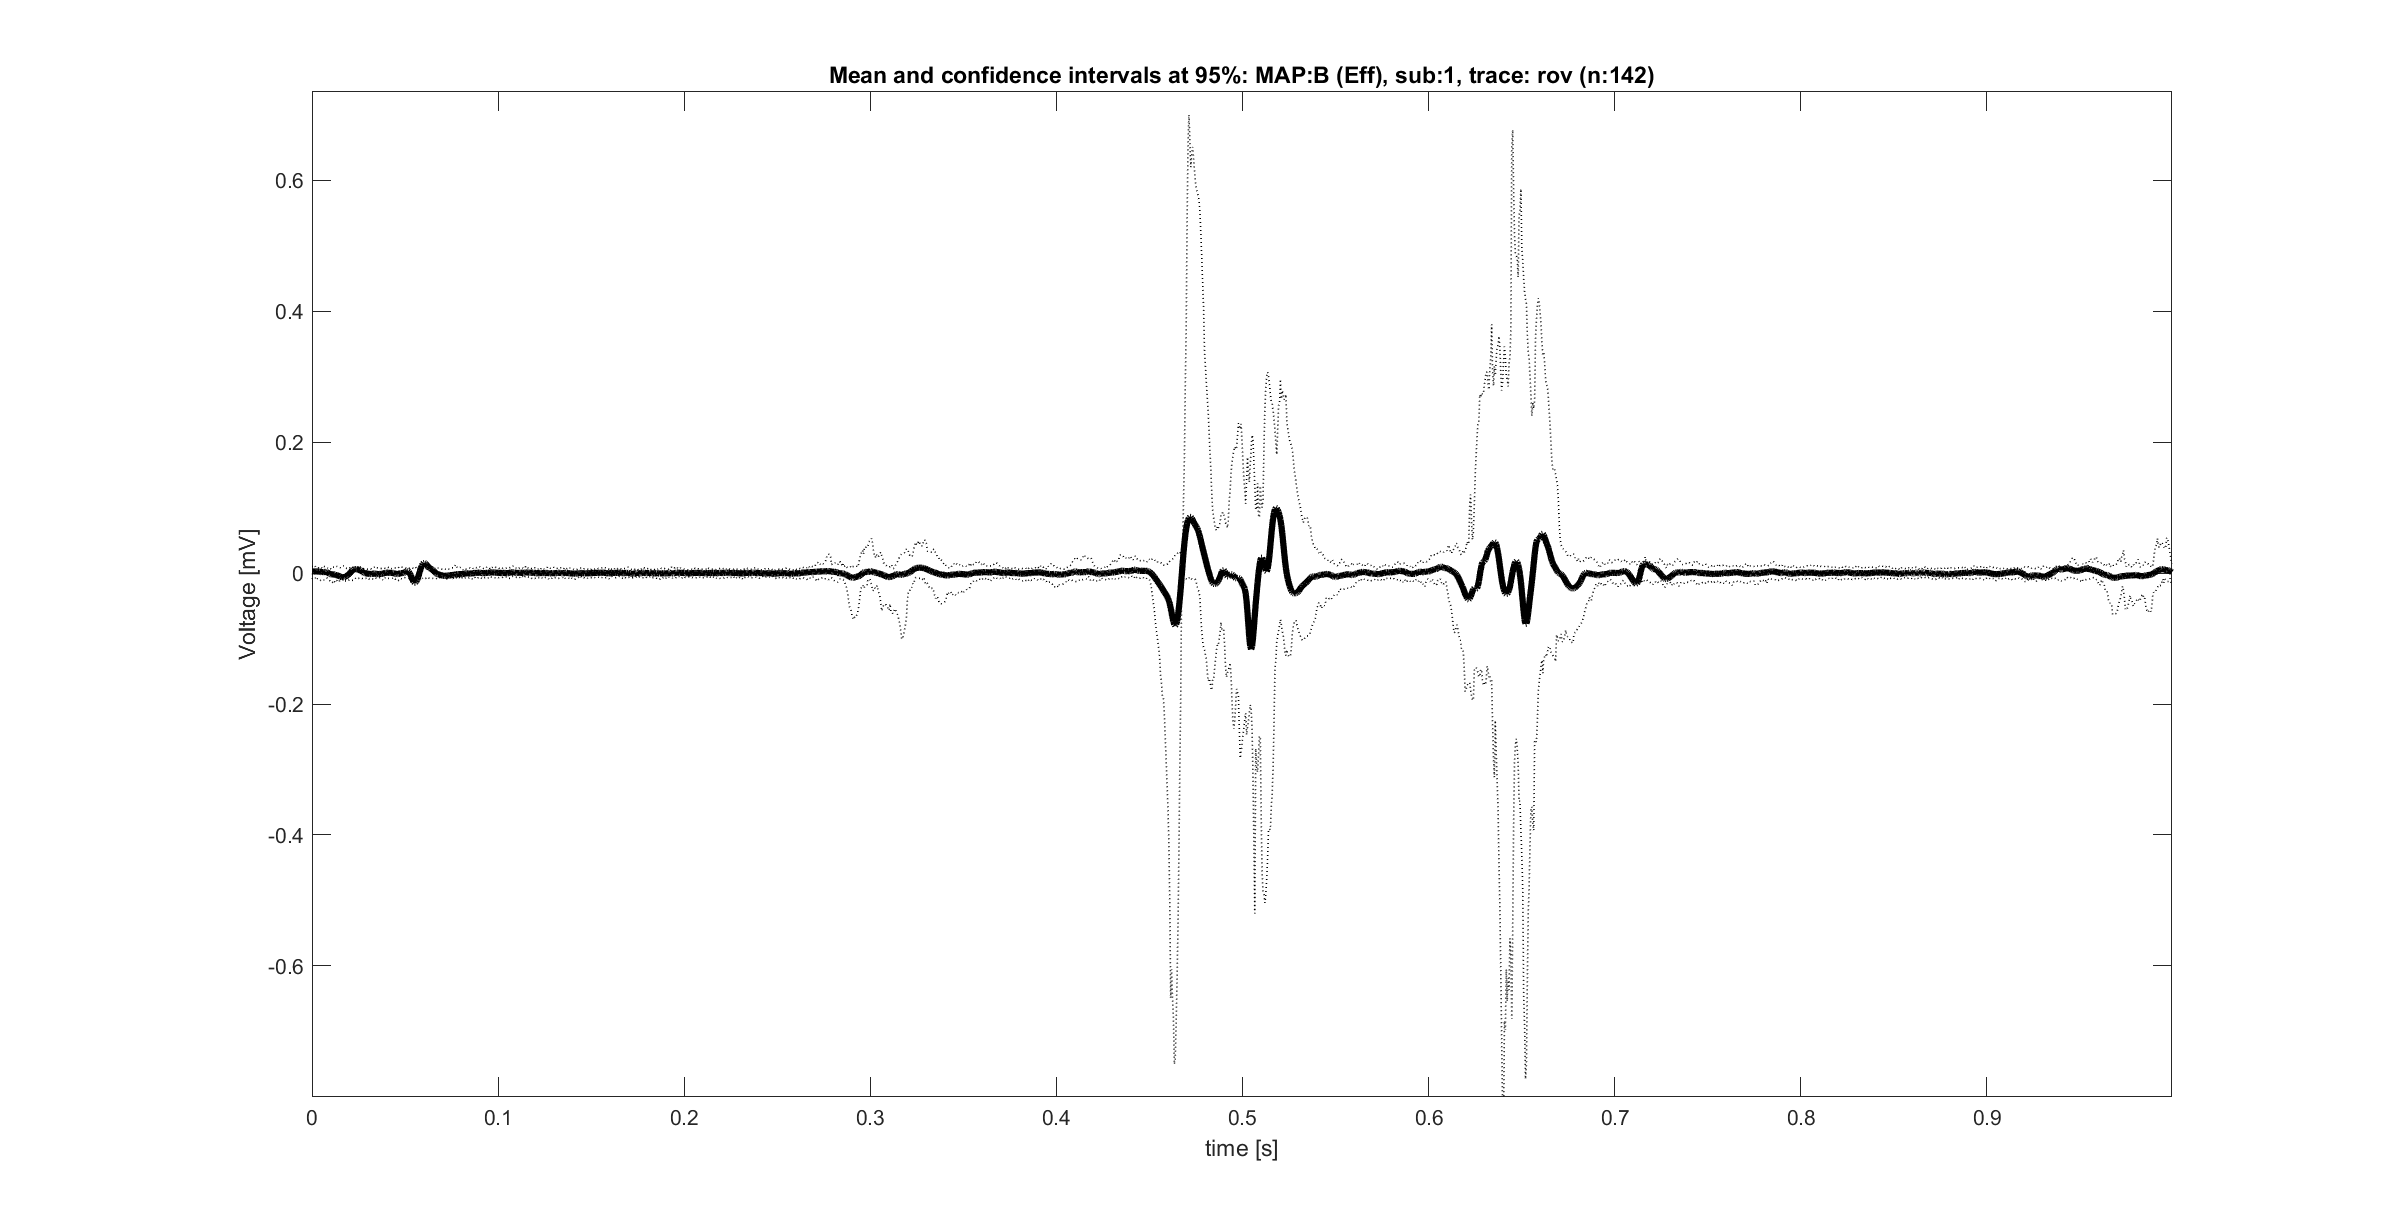 Mean and confidence intervals at 95%: MAP:B (Eff), sub:1, trace: rov (n:142)
0.6
0.4
0.2
0
-0.2
-0.4
-0.6
Voltage [mV]
0 0.1 0.2 0.3 0.4 0.5 0.6 0.7 0.8 0.9
time [s]